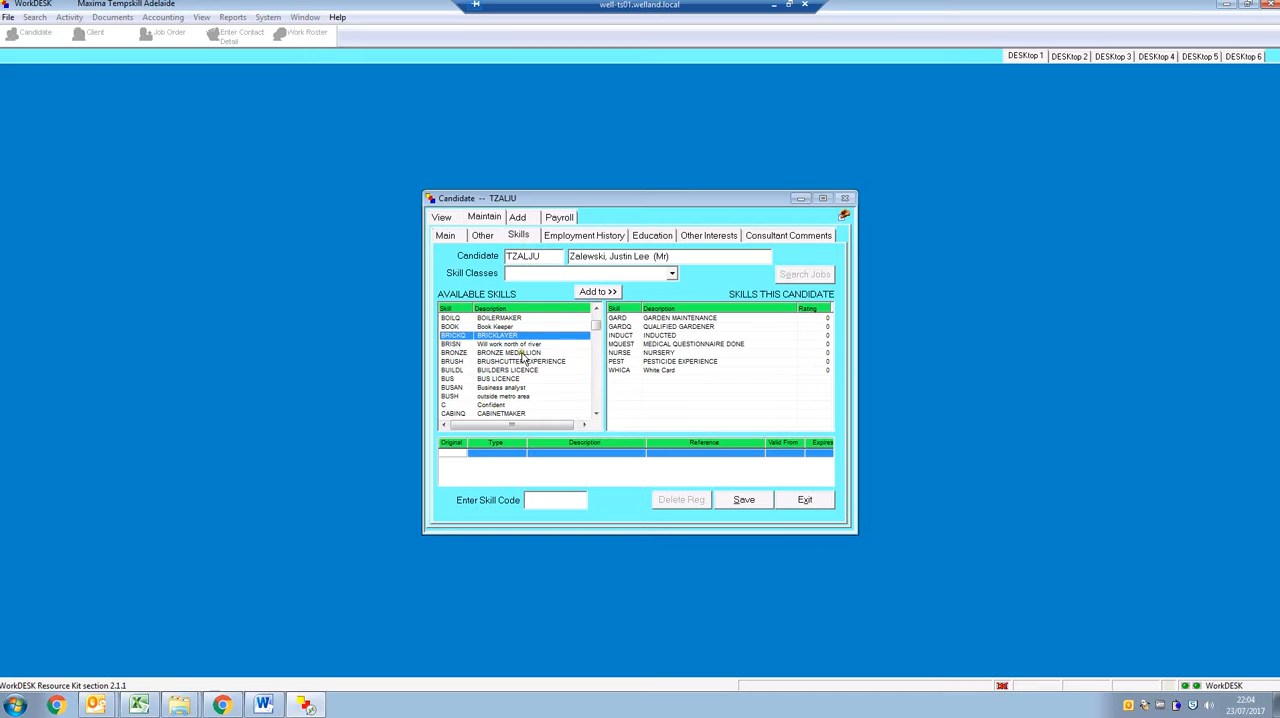 WorkDESK Maxima Tempskill Adelaide well-ts01.welland.local
File Search Activity Documents Accounting View Reports System Window Help
Candidate Client Job Order Enter Contact Detail Work Roster
DESKtop 1 DESKtop 2 DESKtop 3 DESKtop 4 DESKtop 5 DESKtop 6
Candidate -- TZALJU
View Maintain Add Payroll
Main Other Skills Employment History Education Other Interests Consultant Comments
Candidate TZALJU Zalewski, Justin Lee (Mr)
Skill Classes Search Jobs
AVAILABLE SKILLS Add to >> SKILLS THIS CANDIDATE
Skill Description Skill Description Rating
BOILQ BOILERMAKER GARD GARDEN MAINTENANCE 0
BOOK Book Keeper GARDQ QUALIFIED GARDENER 0
BRICKQ BRICKLAYER INDUCT INDUCTED 0
BRISN Will work north of river MQUEST MEDICAL QUESTIONNAIRE DONE 0
BRONZE BRONZE MEDALLION NURSE NURSERY 0
BRUSH BRUSHCUTTER EXPERIENCE PEST PESTICIDE EXPERIENCE 0
BUILDL BUILDERS LICENCE WHICA White Card 0
BUS BUS LICENCE
BUSAN Business analyst
BUSH outside metro area
C Confident
CABINQ CABINETMAKER
Original Type Description Reference Valid From Expires
Enter Skill Code Delete Reg Save Exit
WorkDESK Resource Kit section 2.1.1 WorkDESK
22:04
23/07/2017